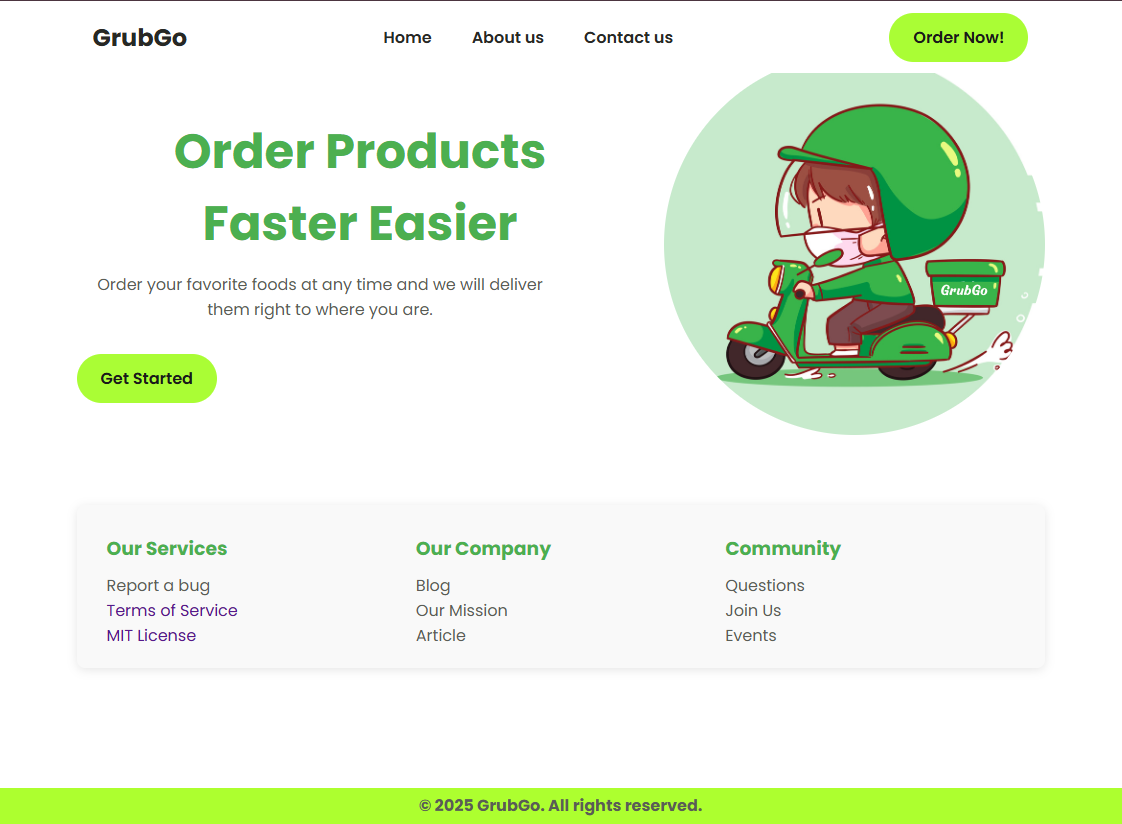 GrubGo
Home
About us
Contact us
Order Now!
Order Products
Faster Easier
Order your favorite foods at any time and we will deliver
them right to where you are.
Get Started
GrubGo
Our Services
Report a bug
Terms of Service
MIT License
Our Company
Blog
Our Mission
Article
Community
Questions
Join Us
Events
© 2025 GrubGo. All rights reserved.